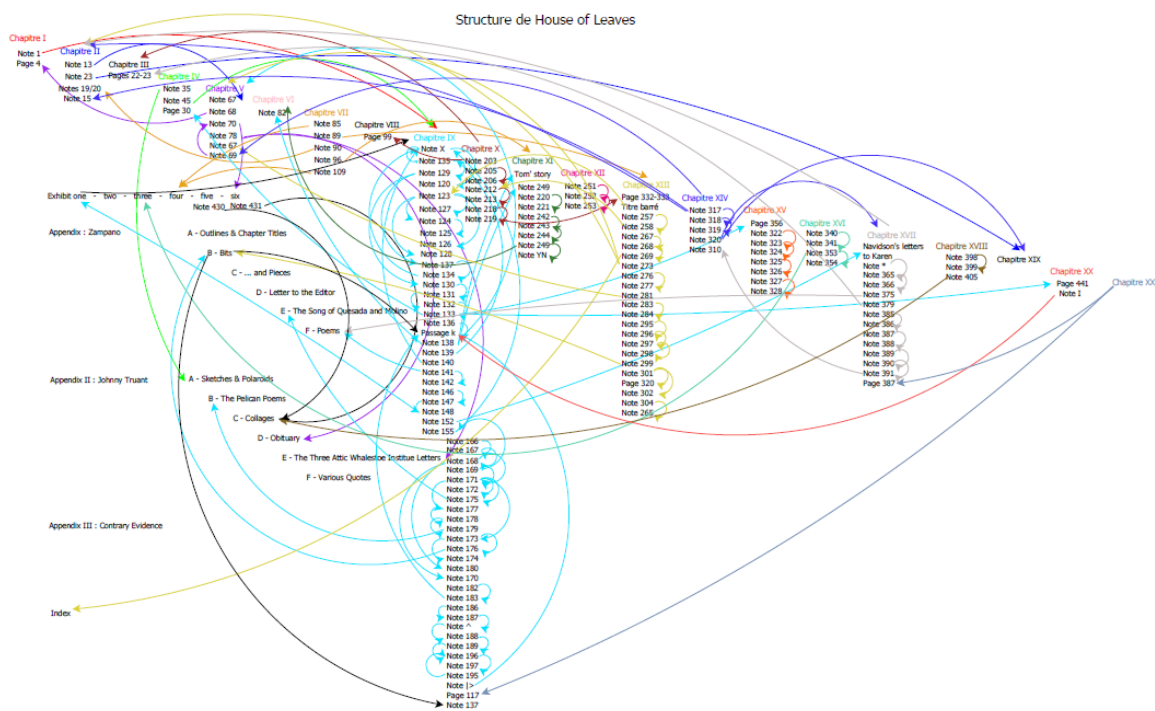 Structure de House of Leaves
Chapitre I
Note 1
Page 4
Chapitre II
Note 13
Note 23
Notes 19/20
Note 15
Chapitre III
Pages 22-23
Chapitre IV
Note 35
Note 45
Page 30
Chapitre V
Note 67
Note 68
Note 70
Note 78
Note 67
Note 69
Chapitre VI
Note 82
Chapitre VII
Note 85
Note 89
Note 90
Note 96
Note 109
Chapitre VIII
Page 99
Chapitre IX
Note X
Note 135
Note 129
Note 120
Note 123
Note 127
Note 124
Note 125
Note 126
Note 128
Note 137
Note 134
Note 130
Note 131
Note 132
Note 133
Note 136
Passage k
Note 138
Note 139
Note 140
Note 141
Note 142
Note 146
Note 147
Note 148
Note 152
Note 155
Note 166
Note 167
Note 168
Note 169
Note 171
Note 172
Note 175
Note 177
Note 178
Note 179
Note 173
Note 176
Note 174
Note 180
Note 170
Note 182
Note 183
Note 186
Note 187
Note ^
Note 188
Note 189
Note 196
Note 197
Note 195
Note |>
Page 117
Note 137
Chapitre X
Note 203
Note 205
Note 206
Note 212
Note 213
Note 218
Note 219
Chapitre XI
Tom' story
Note 249
Note 220
Note 221
Note 242
Note 243
Note 244
Note 249
Note YN
Chapitre XII
Note 251
Note 252
Note 253
Chapitre XIII
Page 332-333
Titre barré
Note 257
Note 258
Note 267
Note 268
Note 269
Note 273
Note 276
Note 277
Note 281
Note 283
Note 284
Note 295
Note 296
Note 297
Note 298
Note 299
Note 301
Page 320
Note 302
Note 304
Note 265
Chapitre XIV
Note 317
Note 318
Note 319
Note 320
Note 310
Chapitre XV
Page 356
Note 322
Note 323
Note 324
Note 325
Note 326
Note 327
Note 328
Chapitre XVI
Note 340
Note 341
Note 353
Note 354
Chapitre XVII
Navidson's letters
to Karen
Note *
Note 365
Note 366
Note 375
Note 379
Note 385
Note 386
Note 387
Note 388
Note 389
Note 390
Note 391
Page 387
Chapitre XVIII
Note 398
Note 399
Note 405
Chapitre XIX
Chapitre XX
Page 441
Note I
Chapitre XX
Exhibit one - two - three - four - five - six
Note 430
Note 431
Appendix : Zampano
A - Outlines & Chapter Titles
B - Bits
C - ... and Pieces
D - Letter to the Editor
E - The Song of Quesada and Molino
F - Poems
Appendix II : Johnny Truant
A - Sketches & Polaroids
B - The Pelican Poems
C - Collages
D - Obituary
E - The Three Attic Whalestoe Institue Letters
F - Various Quotes
Appendix III : Contrary Evidence
Index